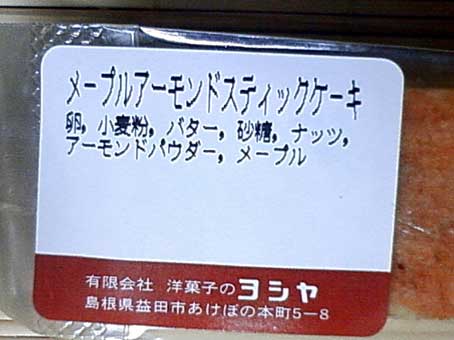 メープルアーモンドスティックケーキ
卵, 小麦粉, バター, 砂糖, ナッツ,
アーモンドパウダー, メープル
有限会社 洋菓子のヨシヤ
島根県益田市あけぼの本町5-8